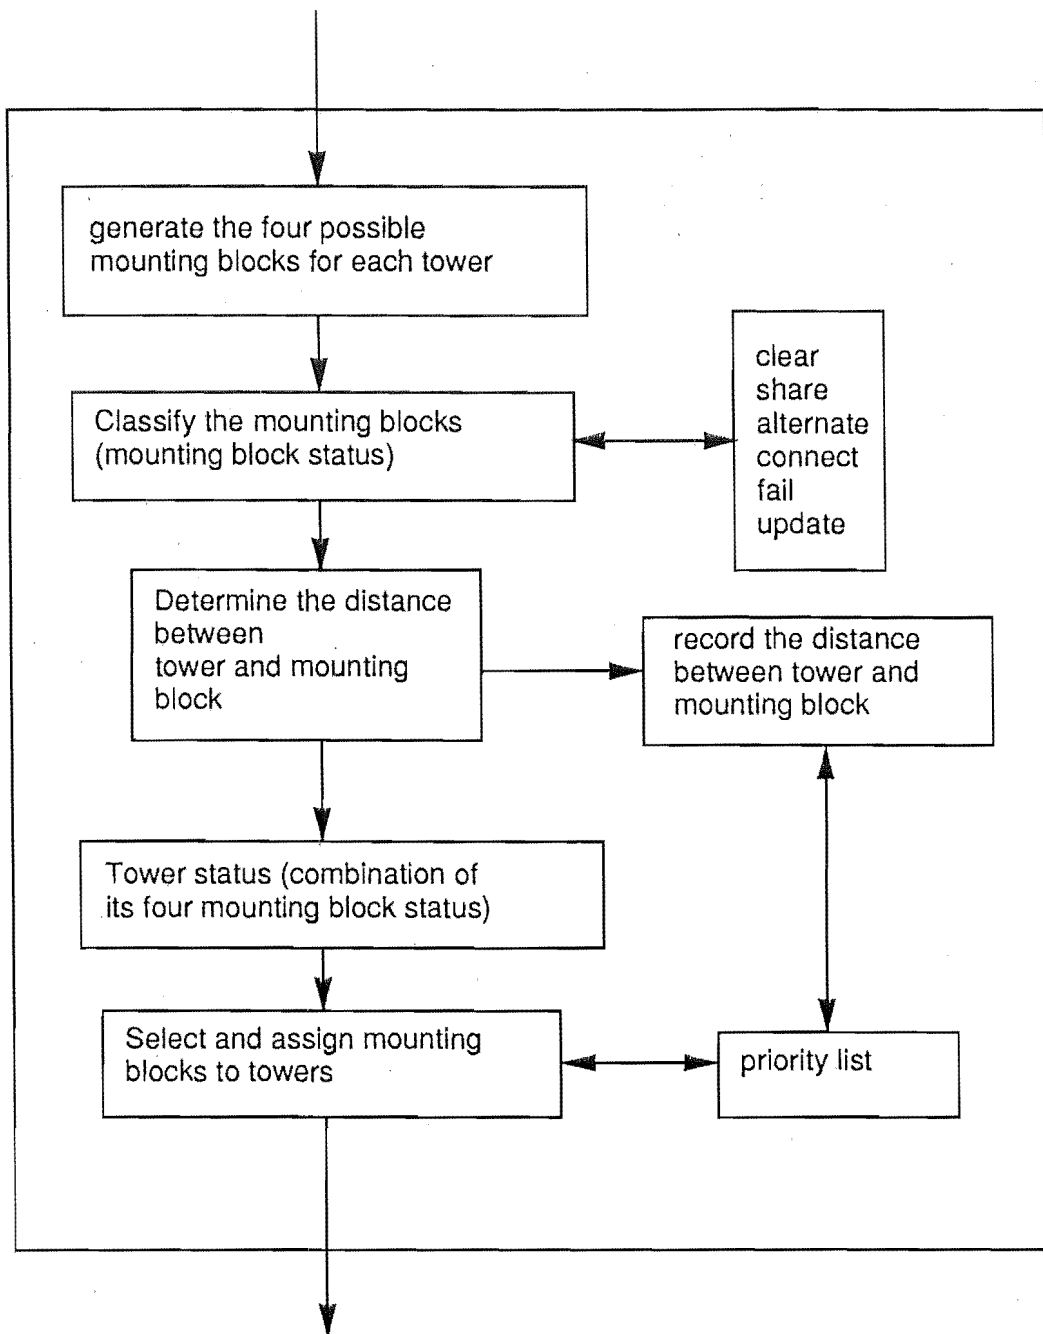 generate the four possible
mounting blocks for each tower
Classify the mounting blocks
(mounting block status)
clear
share
alternate
connect
fail
update
Determine the distance
between
tower and mounting
block
record the distance
between tower and
mounting block
Tower status (combination of
its four mounting block status)
Select and assign mounting
blocks to towers
priority list